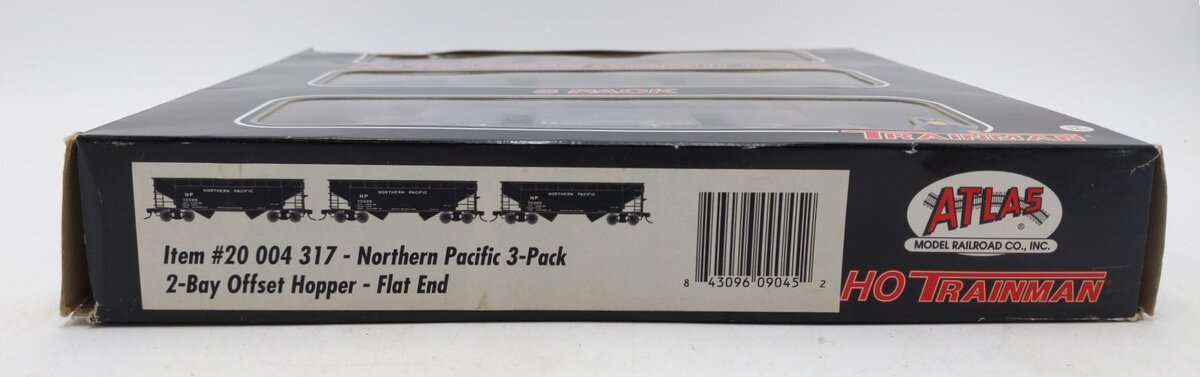 3 PACK
TRAINMAN
NORTHERN PACIFIC
NP
NORTHERN PACIFIC
NP
NORTHERN PACIFIC
NP
Item #20 004 317 - Northern Pacific 3-Pack
2-Bay Offset Hopper - Flat End
8 43096 09045 2
ATLAS ®
MODEL RAILROAD CO., INC.
HO TRAINMAN®